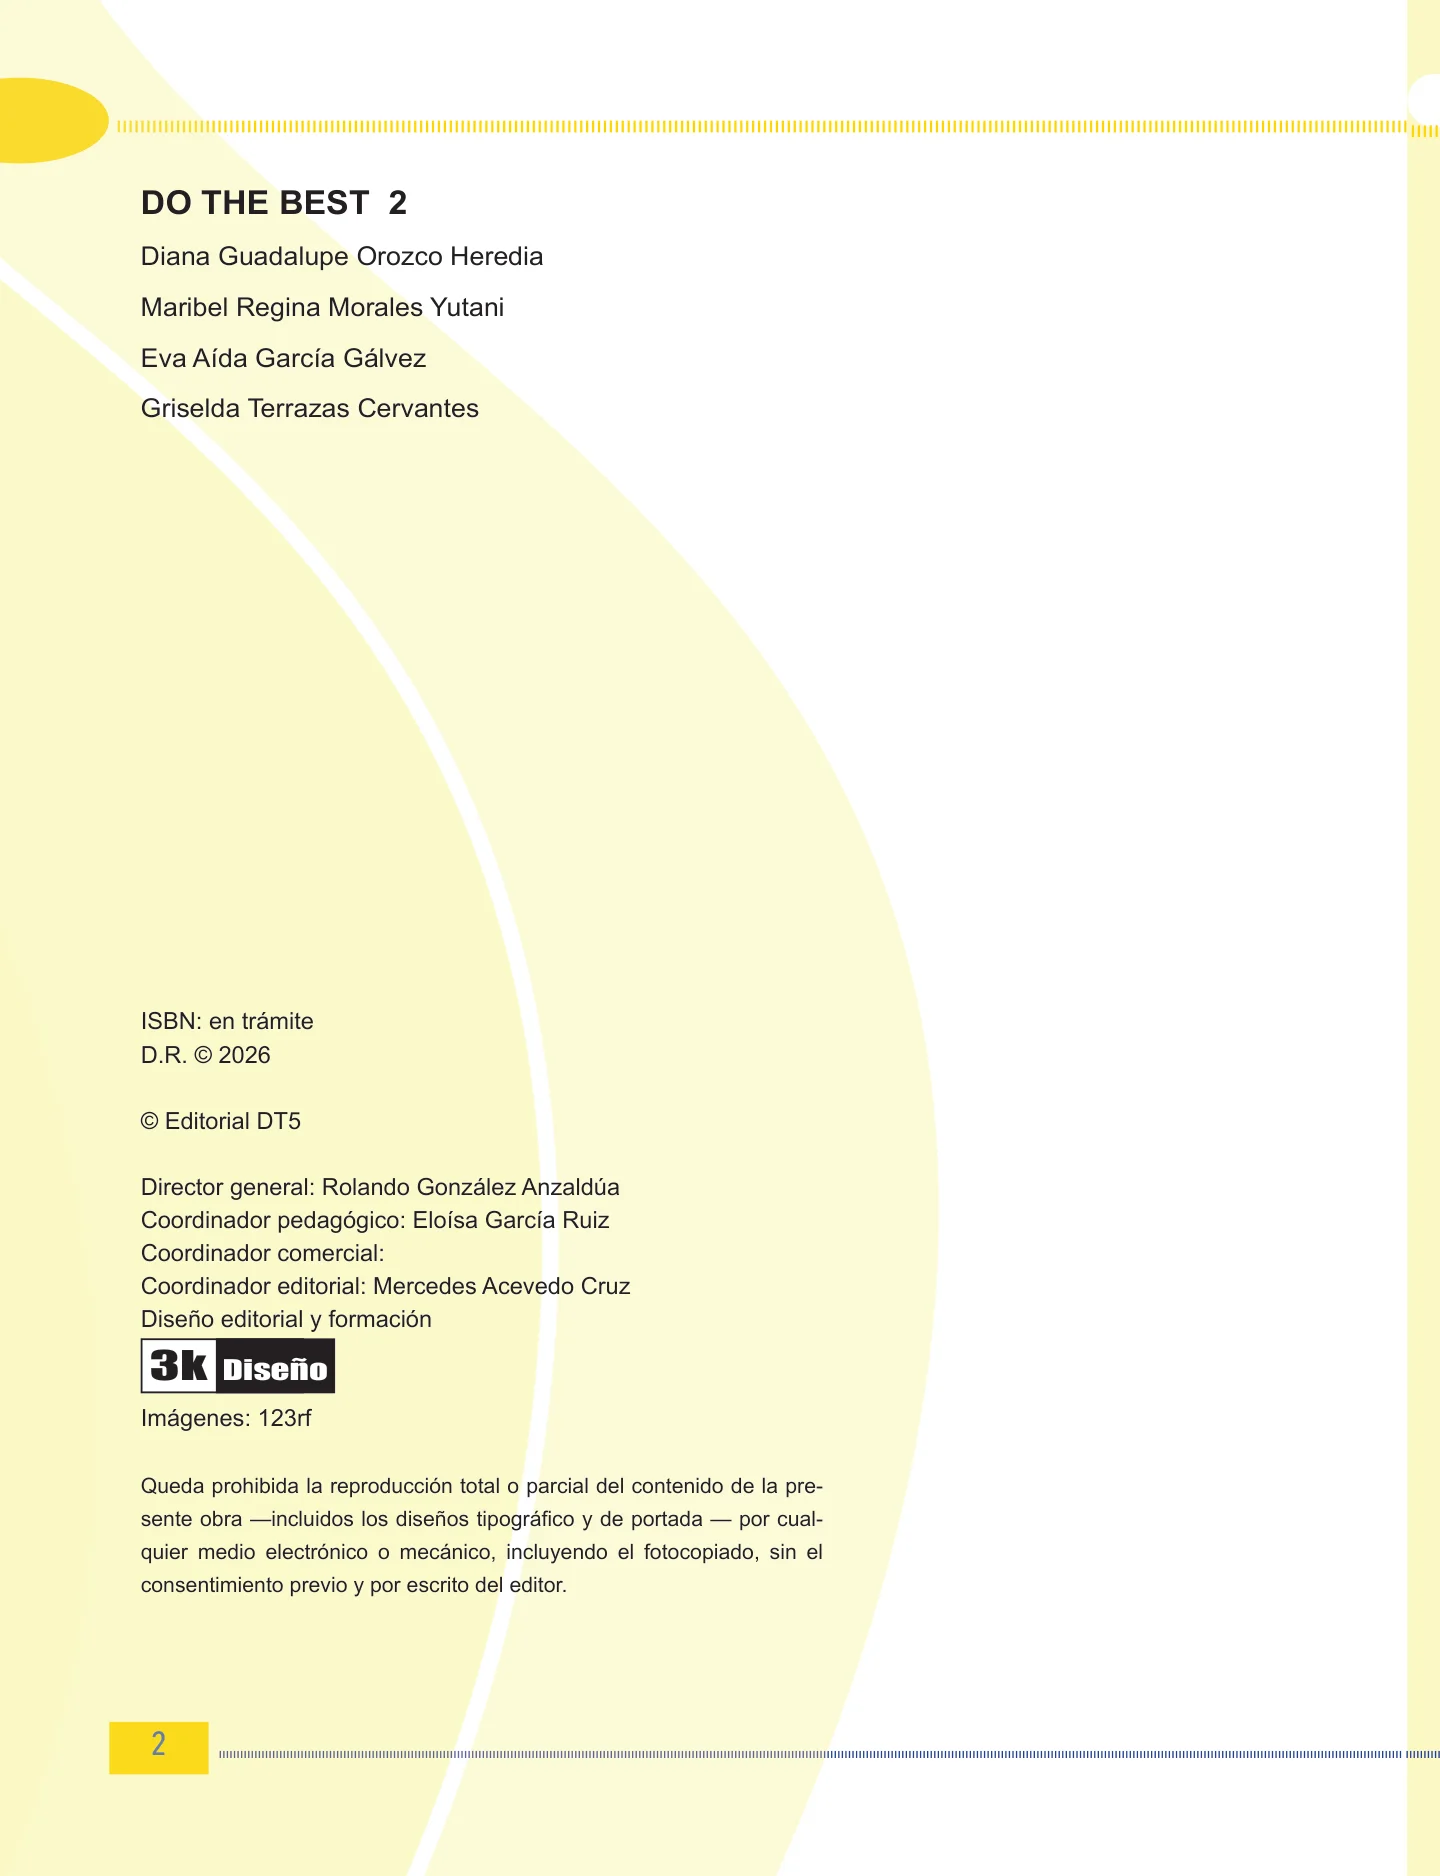 DO THE BEST 2
Diana Guadalupe Orozco Heredia
Maribel Regina Morales Yutani
Eva Aída García Gálvez
Griselda Terrazas Cervantes
ISBN: en trámite
D.R. © 2026
© Editorial DT5
Director general: Rolando González Anzaldúa
Coordinador pedagógico: Eloísa García Ruiz
Coordinador comercial:
Coordinador editorial: Mercedes Acevedo Cruz
Diseño editorial y formación
3k Diseño
Imágenes: 123rf
Queda prohibida la reproducción total o parcial del contenido de la pre-
sente obra —incluidos los diseños tipográfico y de portada — por cual-
quier medio electrónico o mecánico, incluyendo el fotocopiado, sin el
consentimiento previo y por escrito del editor.
2